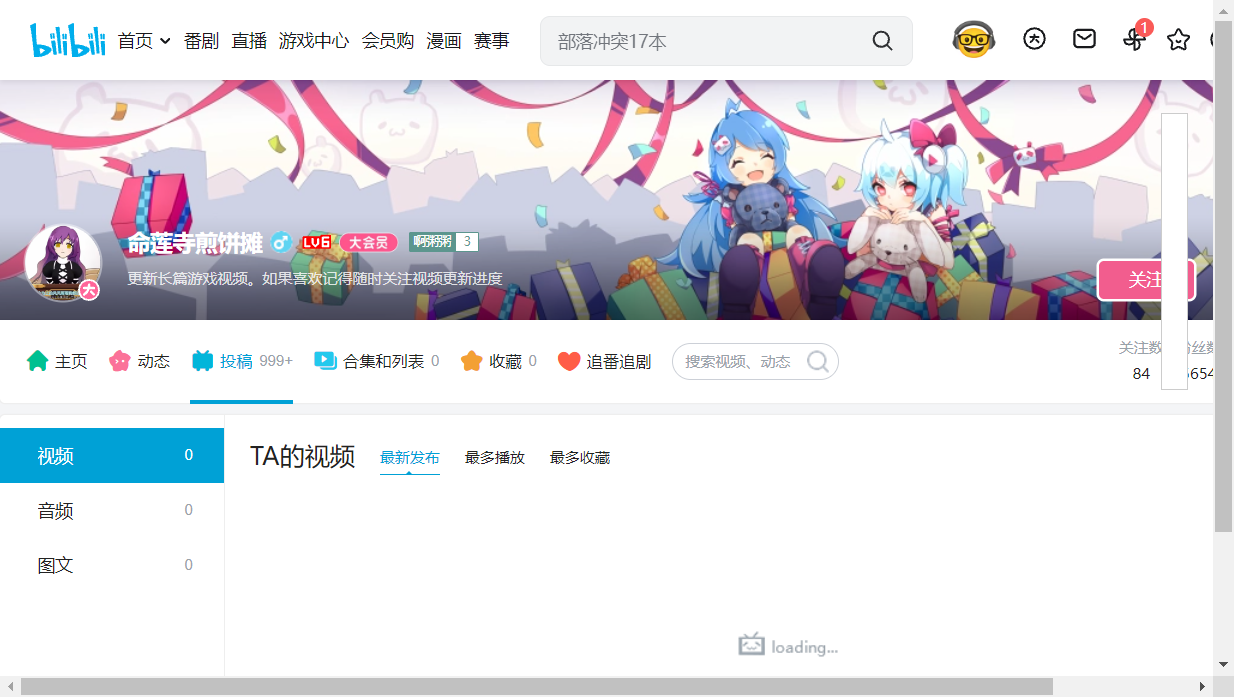 bilibili 首页 番剧 直播 游戏中心 会员购 漫画 赛事 部落冲突17本 1
命莲寺煎饼摊 LV6 大会员 啊粥粥 3
更新长篇游戏视频。如果喜欢记得随时关注视频更新进度
关注
主页 动态 投稿 999+ 合集和列表 0 收藏 0 追番追剧 搜索视频、动态
关注数
84 654
视频 0
音频 0
图文 0
TA的视频 最新发布 最多播放 最多收藏
loading...